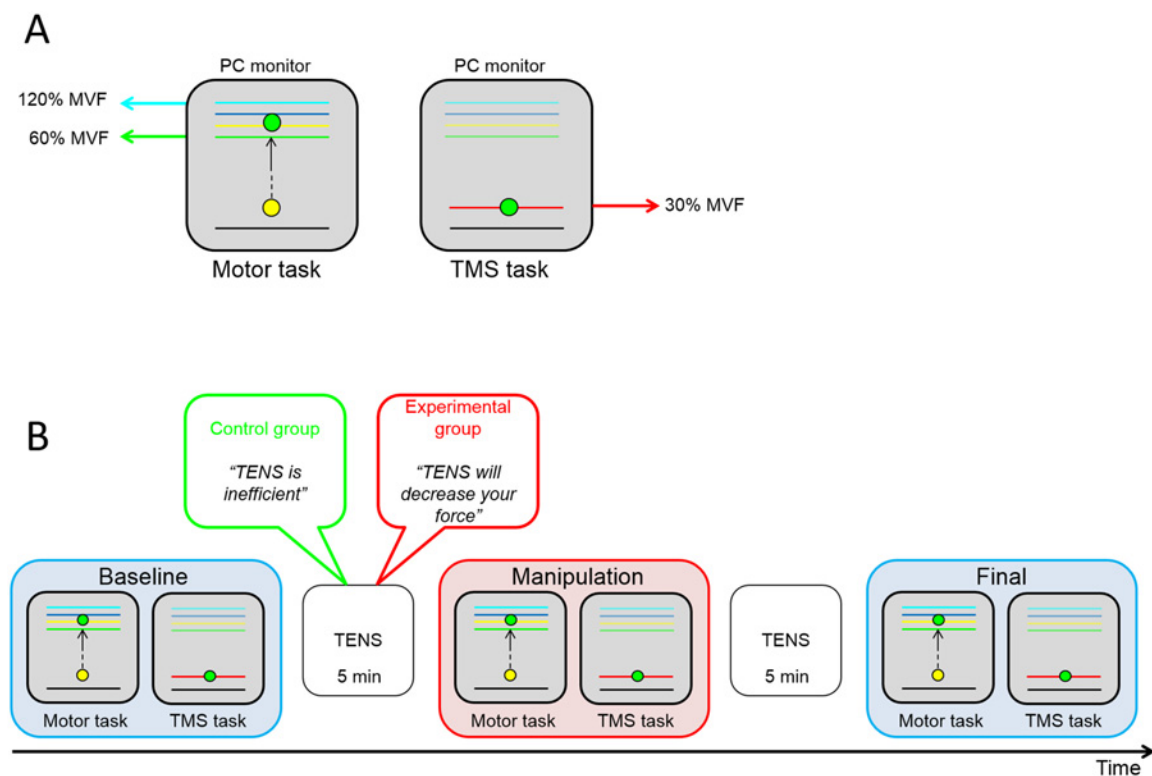 A
PC monitor
PC monitor
120% MVF
60% MVF
30% MVF
Motor task
TMS task
B
Control group
“TENS is
inefficient”
Experimental
group
“TENS will
decrease your
force”
Baseline
Motor task
TMS task
TENS
5 min
Manipulation
Motor task
TMS task
TENS
5 min
Final
Motor task
TMS task
Time